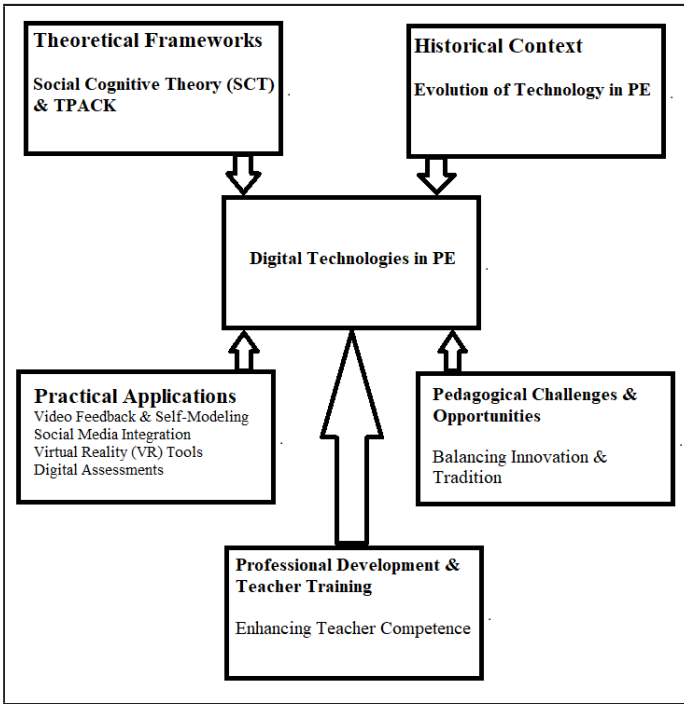 Theoretical Frameworks
Social Cognitive Theory (SCT)
& TPACK
Historical Context
Evolution of Technology in PE
Digital Technologies in PE
Practical Applications
Video Feedback & Self-Modeling
Social Media Integration
Virtual Reality (VR) Tools
Digital Assessments
Pedagogical Challenges &
Opportunities
Balancing Innovation &
Tradition
Professional Development &
Teacher Training
Enhancing Teacher Competence